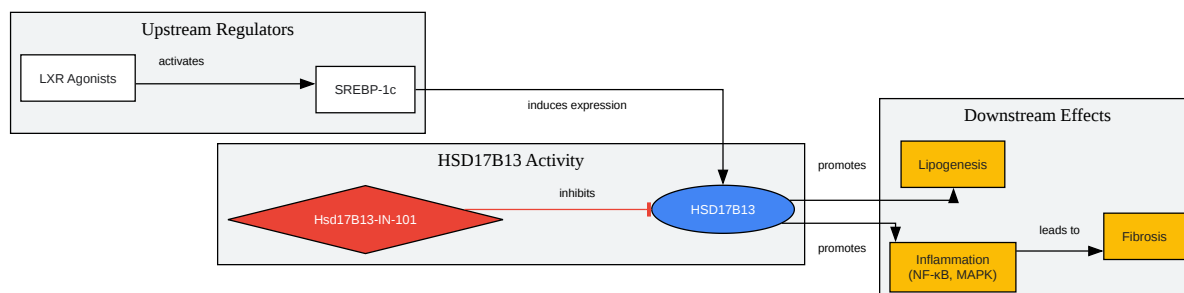 Upstream Regulators
LXR Agonists
activates
SREBP-1c
induces expression
HSD17B13 Activity
Hsd17B13-IN-101
inhibits
HSD17B13
Downstream Effects
promotes
Lipogenesis
promotes
Inflammation
(NF-κB, MAPK)
leads to
Fibrosis